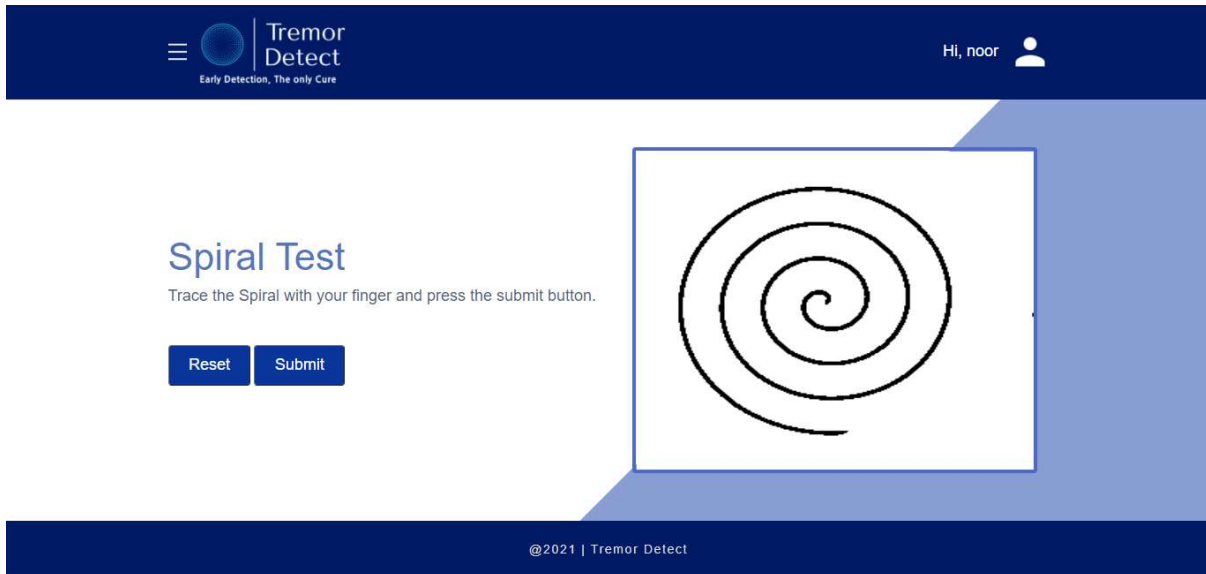 Tremor
Detect
Early Detection, The only Cure
Hi, noor
Spiral Test
Trace the Spiral with your finger and press the submit button.
Reset
Submit
@2021 | Tremor Detect